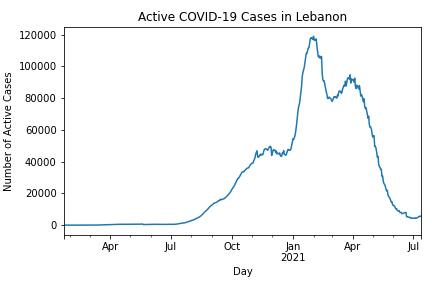 Active COVID-19 Cases in Lebanon
120000
100000
80000
60000
40000
20000
0
Number of Active Cases
Apr Jul Oct Jan Apr Jul
2021
Day